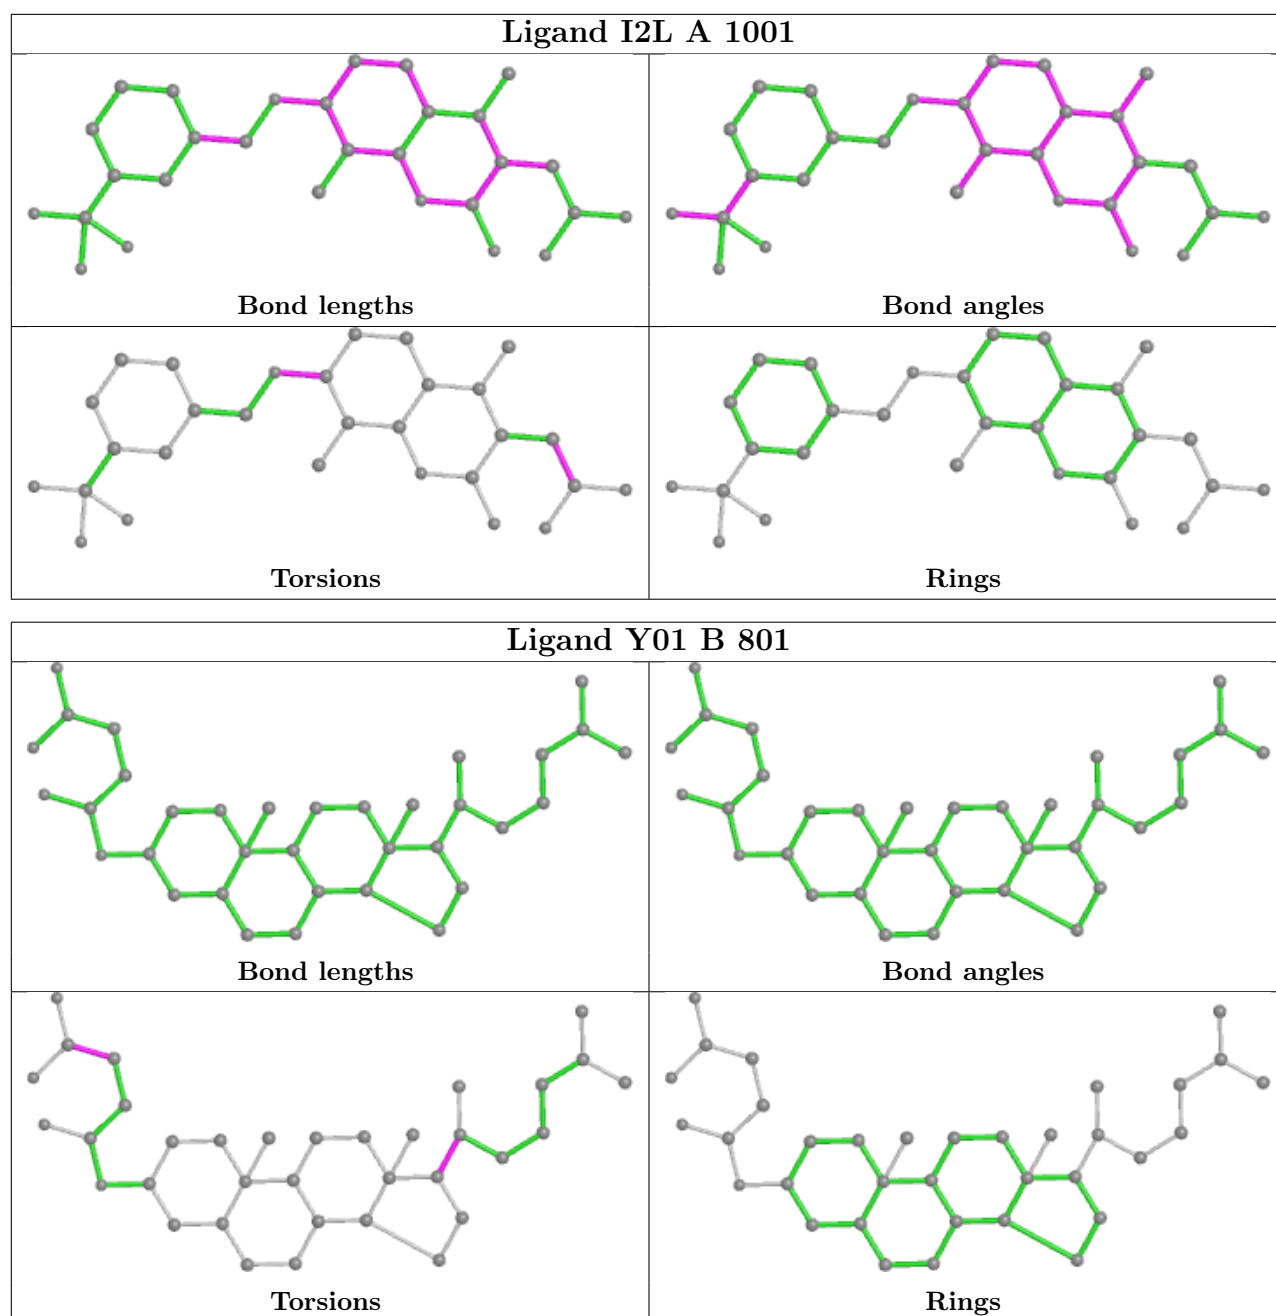 Ligand I2L A 1001
Bond lengths
Bond angles
Torsions
Rings
Ligand Y01 B 801
Bond lengths
Bond angles
Torsions
Rings